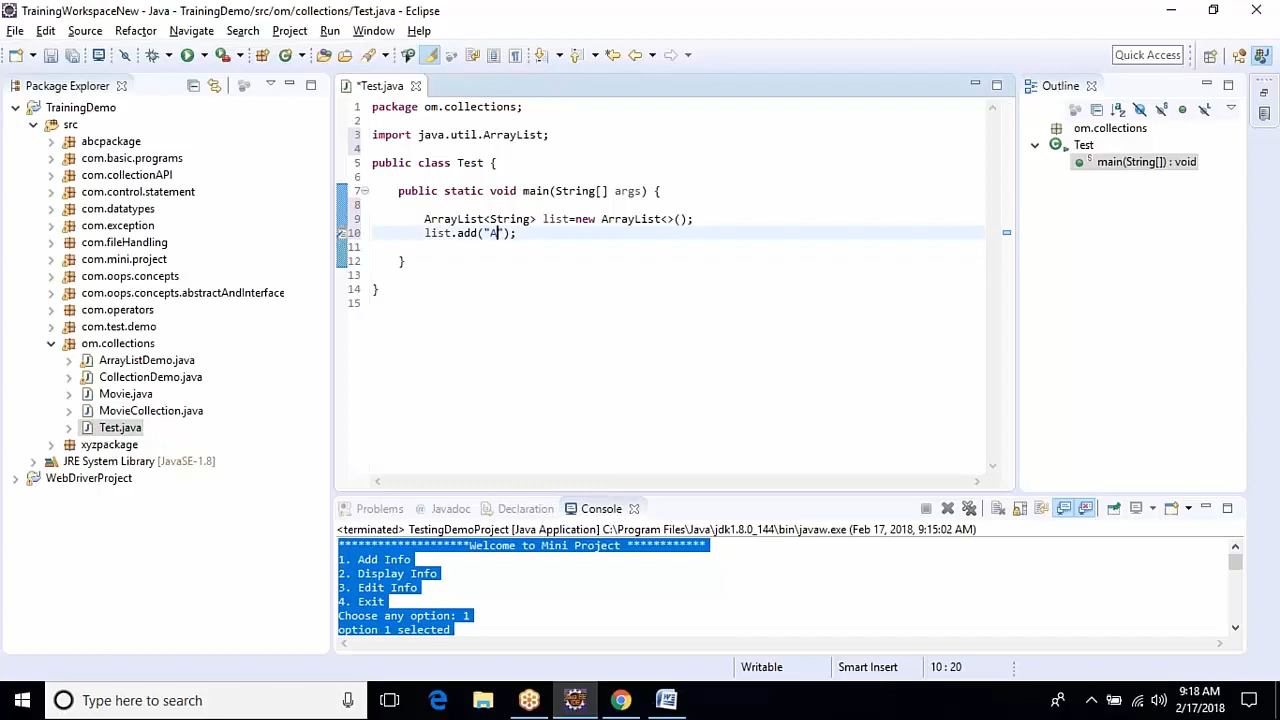 TrainingWorkspaceNew - Java - TrainingDemo/src/om/collections/Test.java - Eclipse
File Edit Source Refactor Navigate Search Project Run Window Help
Quick Access
Package Explorer
TrainingDemo
src
abcpackage
com.basic.programs
com.collectionAPI
com.control.statement
com.datatypes
com.exception
com.fileHandling
com.mini.project
com.oops.concepts
com.oops.concepts.abstractAndInterface
com.operators
com.test.demo
om.collections
ArrayListDemo.java
CollectionDemo.java
Movie.java
MovieCollection.java
Test.java
xyzpackage
JRE System Library [JavaSE-1.8]
WebDriverProject
*Test.java
1 package om.collections;
2
3 import java.util.ArrayList;
4
5 public class Test {
6
7 public static void main(String[] args) {
8
9 ArrayList<String> list=new ArrayList<>();
10 list.add("A");
11
12 }
13
14 }
15
Outline
om.collections
Test
main(String[]) : void
Problems @ Javadoc Declaration Console
<terminated> TestingDemoProject [Java Application] C:\Program Files\Java\jdk1.8.0_144\bin\javaw.exe (Feb 17, 2018, 9:15:02 AM)
********************Welcome to Mini Project ************
1. Add Info
2. Display Info
3. Edit Info
4. Exit
Choose any option: 1
option 1 selected
Writable Smart Insert 10 : 20
Type here to search
9:18 AM
2/17/2018